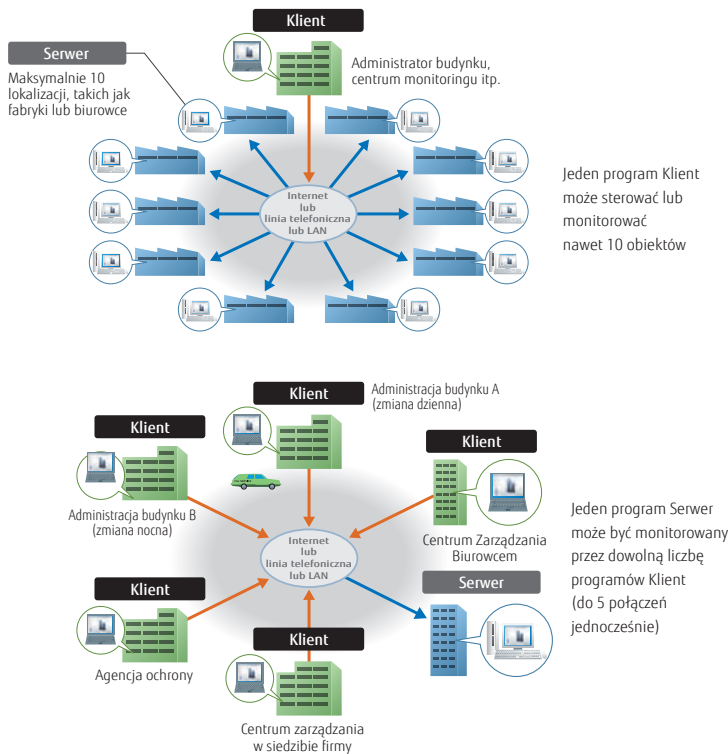 Klient
Serwer
Maksymalnie 10
lokalizacji, takich jak
fabryki lub biurowce
Administrator budynku,
centrum monitoringu itp.
Internet
lub
linia telefoniczna
lub LAN
Jeden program Klient
może sterować lub
monitorować
nawet 10 obiektów
Klient
Administracja budynku A
(zmiana dzienna)
Klient
Administracja budynku B
(zmiana nocna)
Klient
Centrum Zarządzania
Biurowcem
Internet
lub
linia telefoniczna
lub LAN
Jeden program Serwer
może być monitorowany
przez dowolną liczbę
programów Klient
(do 5 połączeń
jednocześnie)
Klient
Agencja ochrony
Serwer
Klient
Centrum zarządzania
w siedzibie firmy